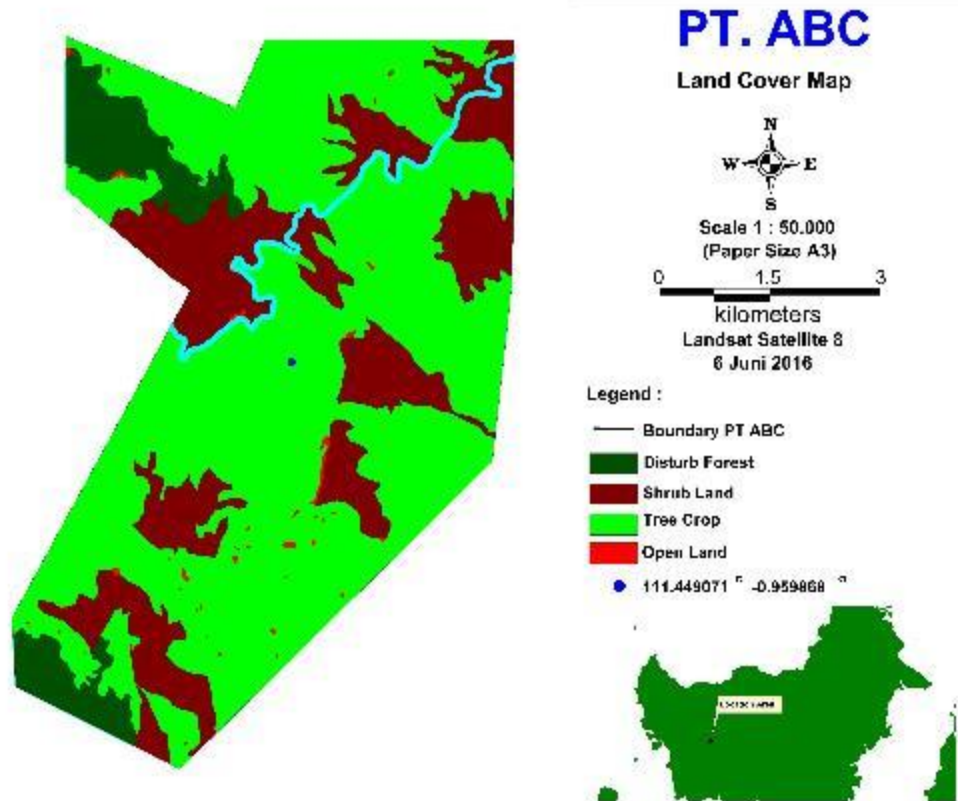 PT. ABC
Land Cover Map
N
W E
S
Scale 1 : 50.000
(Paper Size A3)
0 1.5 3
kilometers
Landsat Satellite 8
6 Juni 2016
Legend :
Boundary PT ABC
Disturb Forest
Shrub Land
Tree Crop
Open Land
111.449071 ° -0.959868 °